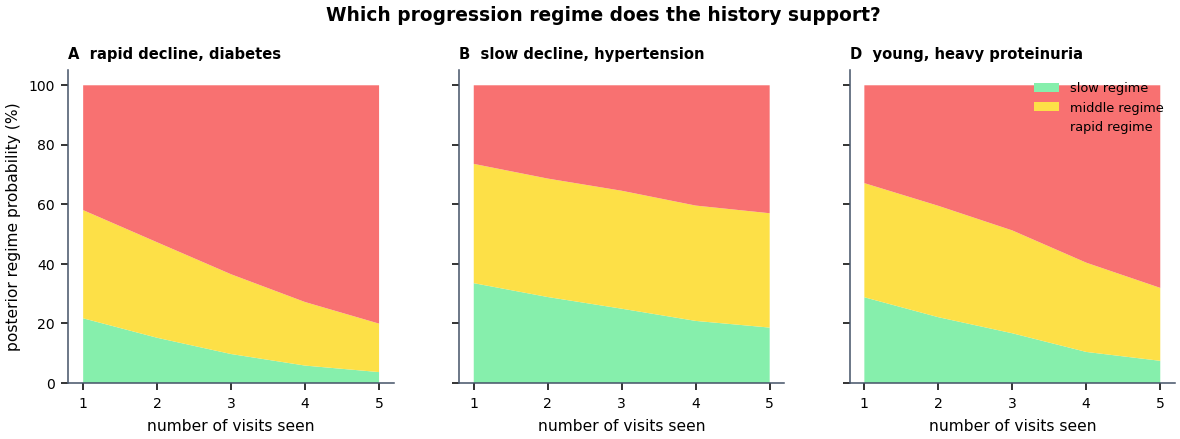 Which progression regime does the history support?
A  rapid decline, diabetes
B  slow decline, hypertension
D  young, heavy proteinuria
posterior regime probability (%)
100
80
60
40
20
0
slow regime
middle regime
rapid regime
1 2 3 4 5
1 2 3 4 5
1 2 3 4 5
number of visits seen
number of visits seen
number of visits seen